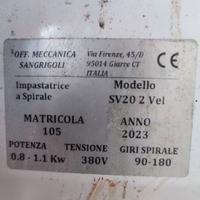 °OFF. MECCANICA
SANGRIGOLI
Via Firenze, 45/D
95014 Giarre CT
ITALIA
CE
Impastatrice
a Spirale
Modello
SV20 2 Vel
MATRICOLA
105
ANNO
2023
POTENZA
0.8 - 1.1 Kw
TENSIONE
380V
GIRI SPIRALE
90-180